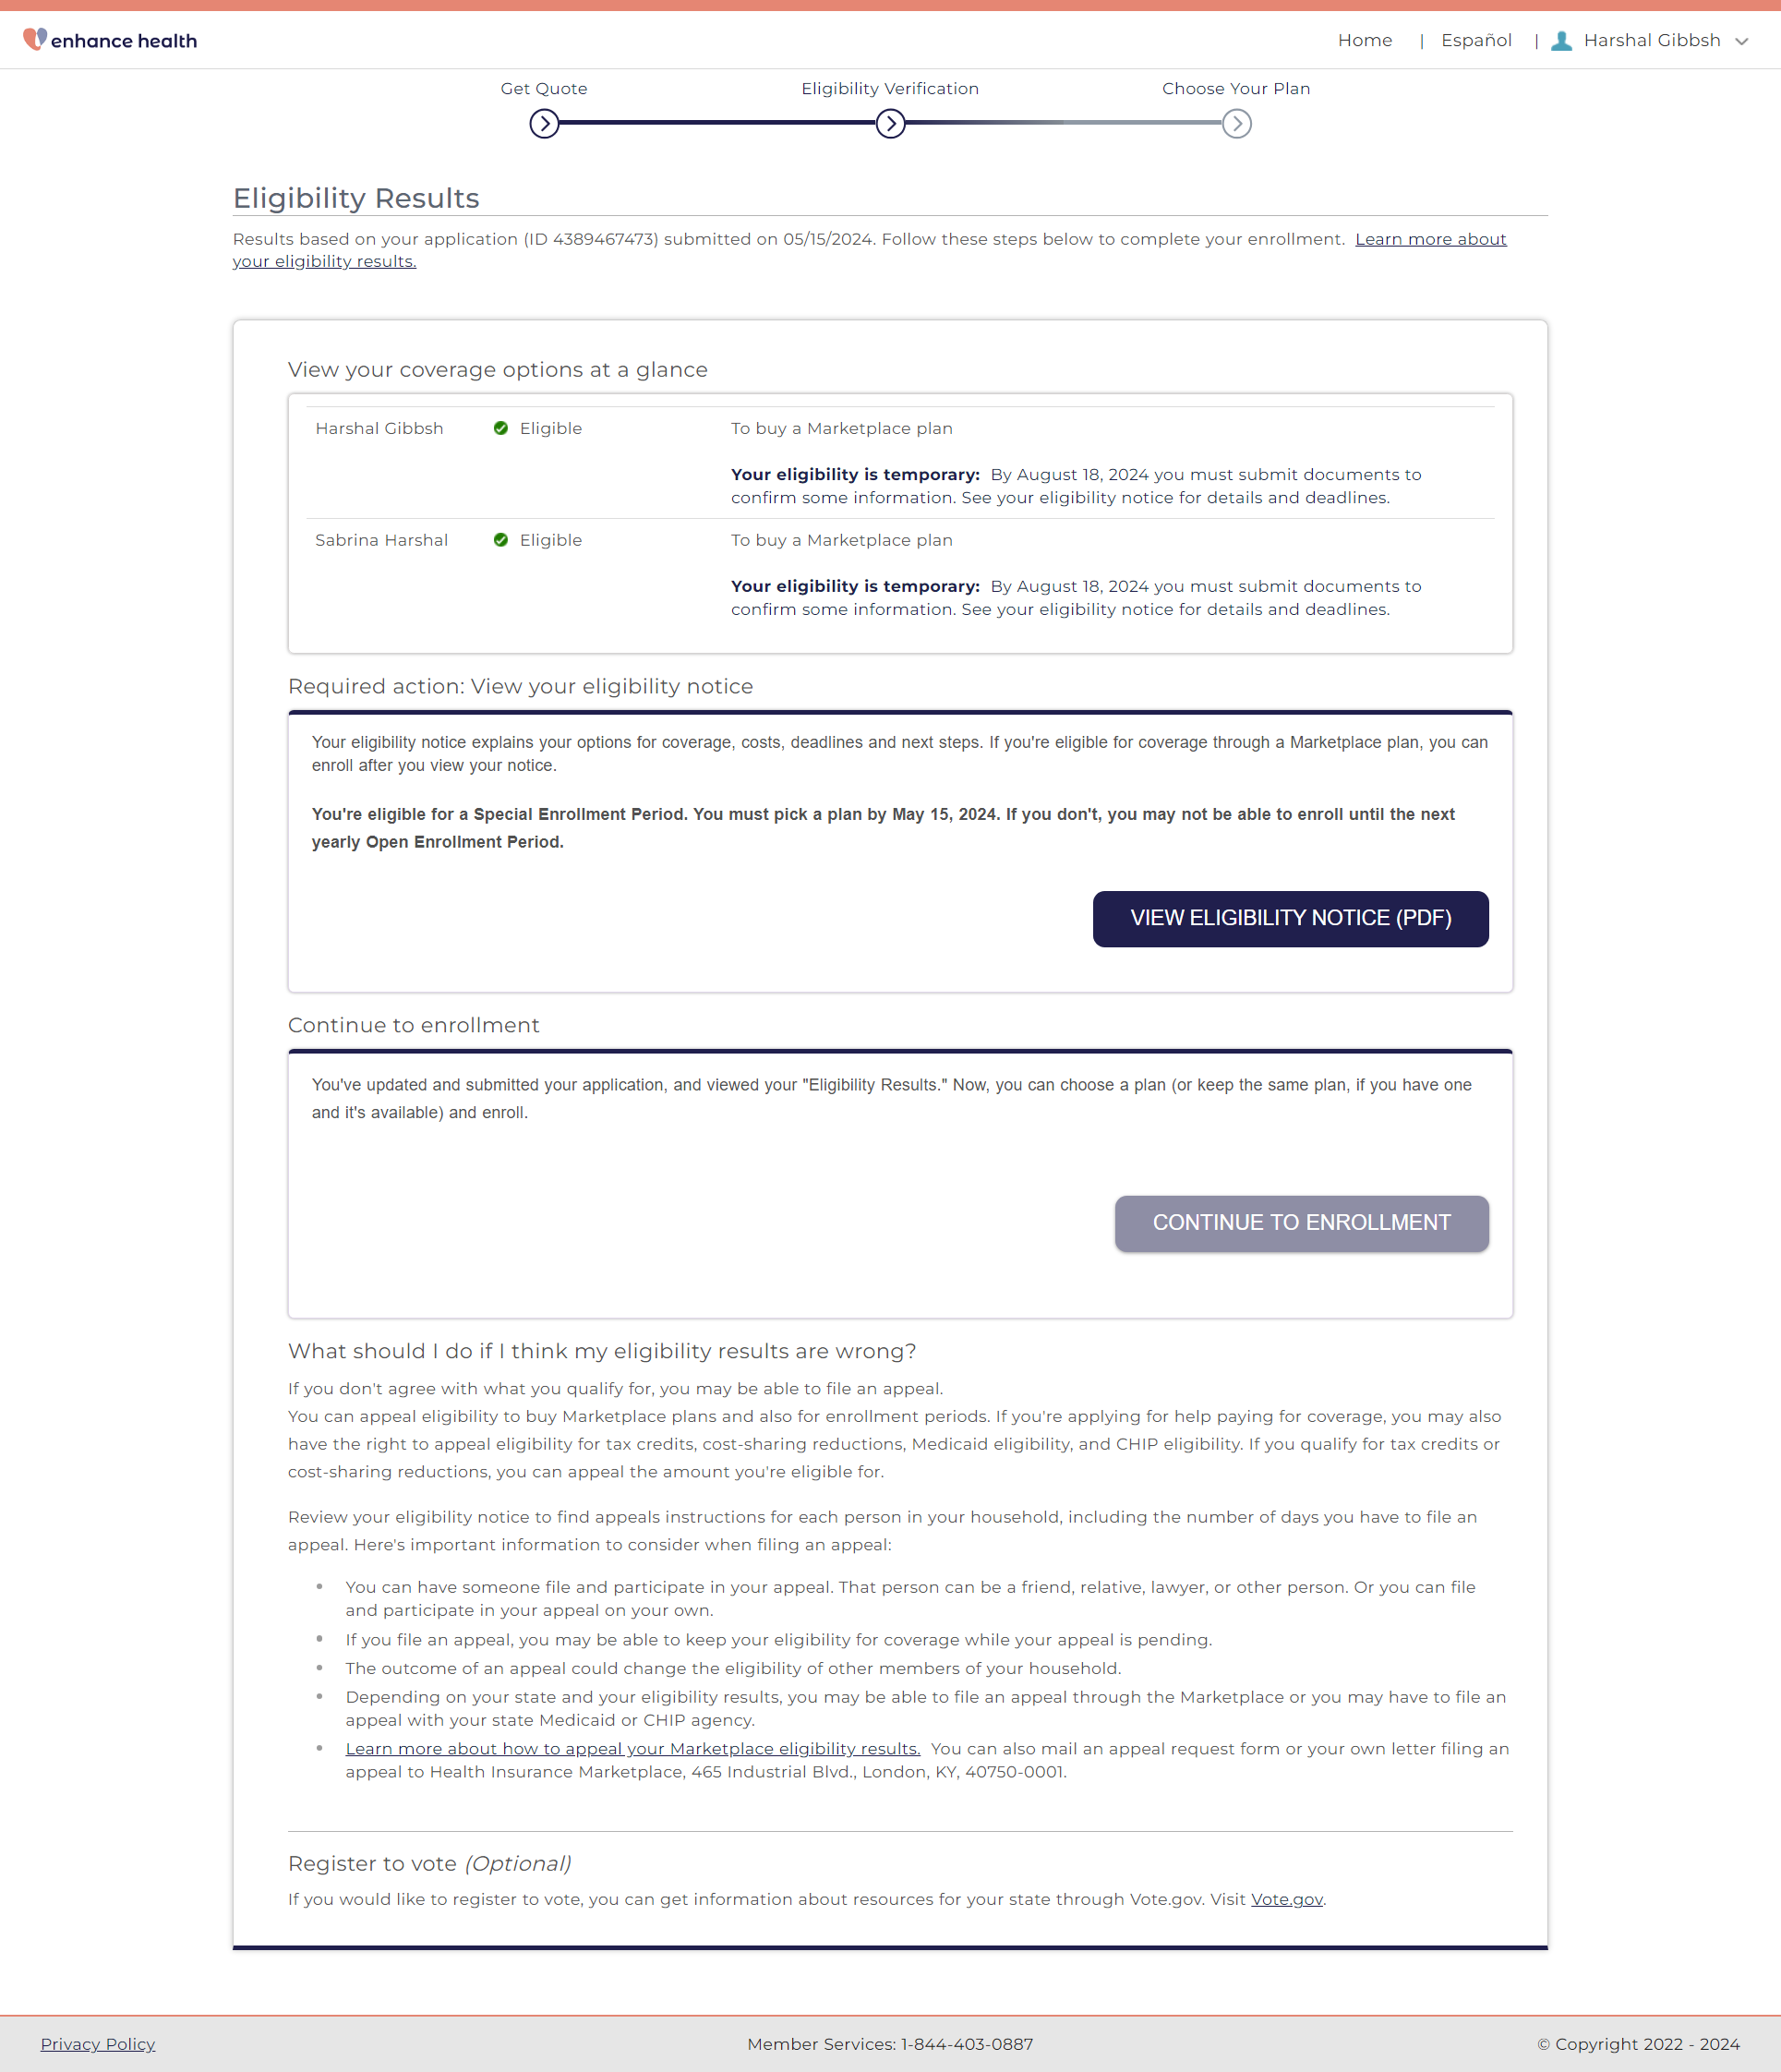 enhance health
Home | Español | Harshal Gibbsh
Get Quote
Eligibility Verification
Choose Your Plan
Eligibility Results
Results based on your application (ID 4389467473) submitted on 05/15/2024. Follow these steps below to complete your enrollment. Learn more about
your eligibility results.
View your coverage options at a glance
Harshal Gibbsh Eligible To buy a Marketplace plan
Your eligibility is temporary: By August 18, 2024 you must submit documents to
confirm some information. See your eligibility notice for details and deadlines.
Sabrina Harshal Eligible To buy a Marketplace plan
Your eligibility is temporary: By August 18, 2024 you must submit documents to
confirm some information. See your eligibility notice for details and deadlines.
Required action: View your eligibility notice
Your eligibility notice explains your options for coverage, costs, deadlines and next steps. If you're eligible for coverage through a Marketplace plan, you can
enroll after you view your notice.
You're eligible for a Special Enrollment Period. You must pick a plan by May 15, 2024. If you don't, you may not be able to enroll until the next
yearly Open Enrollment Period.
VIEW ELIGIBILITY NOTICE (PDF)
Continue to enrollment
You've updated and submitted your application, and viewed your "Eligibility Results." Now, you can choose a plan (or keep the same plan, if you have one
and it's available) and enroll.
CONTINUE TO ENROLLMENT
What should I do if I think my eligibility results are wrong?
If you don't agree with what you qualify for, you may be able to file an appeal.
You can appeal eligibility to buy Marketplace plans and also for enrollment periods. If you're applying for help paying for coverage, you may also
have the right to appeal eligibility for tax credits, cost-sharing reductions, Medicaid eligibility, and CHIP eligibility. If you qualify for tax credits or
cost-sharing reductions, you can appeal the amount you're eligible for.
Review your eligibility notice to find appeals instructions for each person in your household, including the number of days you have to file an
appeal. Here's important information to consider when filing an appeal:
• You can have someone file and participate in your appeal. That person can be a friend, relative, lawyer, or other person. Or you can file
and participate in your appeal on your own.
• If you file an appeal, you may be able to keep your eligibility for coverage while your appeal is pending.
• The outcome of an appeal could change the eligibility of other members of your household.
• Depending on your state and your eligibility results, you may be able to file an appeal through the Marketplace or you may have to file an
appeal with your state Medicaid or CHIP agency.
• Learn more about how to appeal your Marketplace eligibility results. You can also mail an appeal request form or your own letter filing an
appeal to Health Insurance Marketplace, 465 Industrial Blvd., London, KY, 40750-0001.
Register to vote (Optional)
If you would like to register to vote, you can get information about resources for your state through Vote.gov. Visit Vote.gov.
Privacy Policy
Member Services: 1-844-403-0887
© Copyright 2022 - 2024